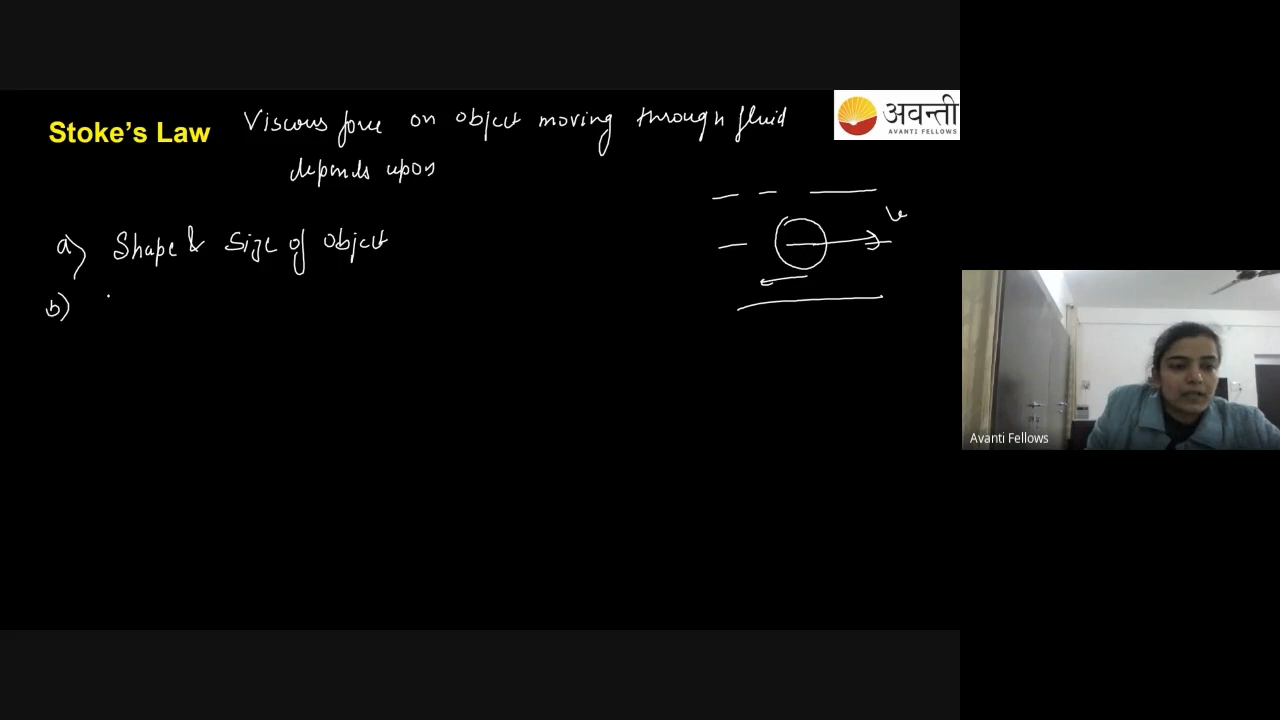 Stoke's Law
Viscous force on object moving through fluid
depends upon
अवन्ती
AVANTI FELLOWS
a) Shape & Size of Object
b)
Avanti Fellows